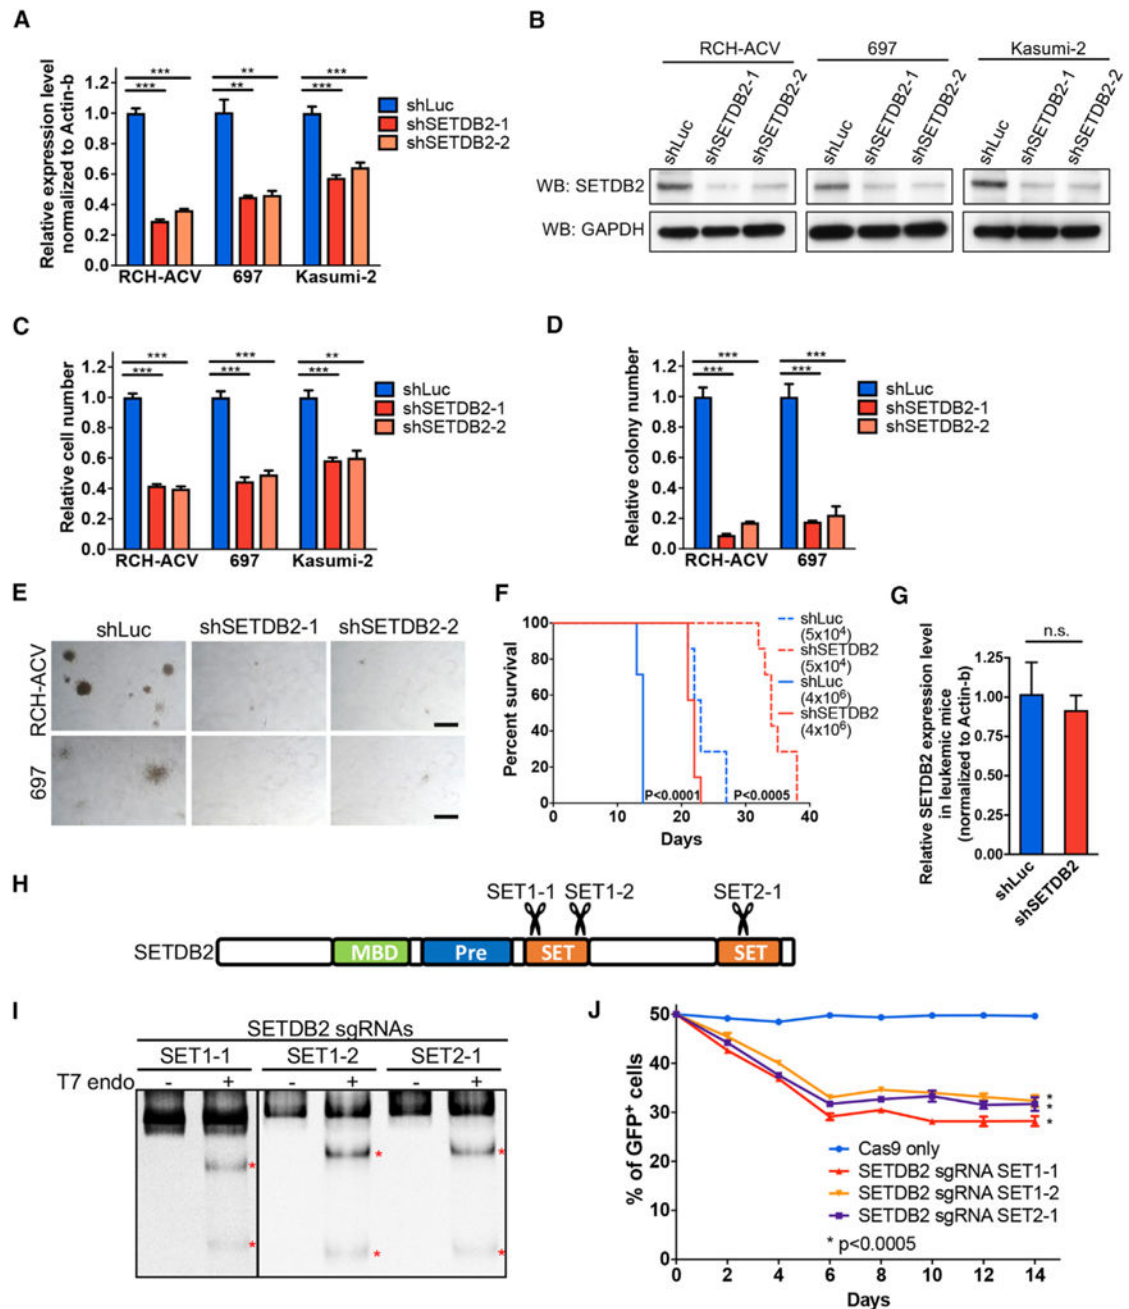 A
Relative expression level
normalized to Actin-b
1.2
1.0
0.8
0.6
0.4
0.2
0.0
***
***
**
**
***
***
RCH-ACV
697
Kasumi-2
shLuc
shSETDB2-1
shSETDB2-2
B
RCH-ACV
697
Kasumi-2
shLuc
shSETDB2-1
shSETDB2-2
shLuc
shSETDB2-1
shSETDB2-2
shLuc
shSETDB2-1
shSETDB2-2
WB: SETDB2
WB: GAPDH
C
Relative cell number
1.2
1.0
0.8
0.6
0.4
0.2
0.0
***
***
***
***
**
***
RCH-ACV
697
Kasumi-2
shLuc
shSETDB2-1
shSETDB2-2
D
Relative colony number
1.2
1.0
0.8
0.6
0.4
0.2
0.0
***
***
***
***
RCH-ACV
697
shLuc
shSETDB2-1
shSETDB2-2
E
shLuc
shSETDB2-1
shSETDB2-2
RCH-ACV
697
F
Percent survival
100
80
60
40
20
0
0
10
20
30
40
Days
P<0.0001
P<0.0005
shLuc
(5x10⁴)
shSETDB2
(5x10⁴)
shLuc
(4x10⁶)
shSETDB2
(4x10⁶)
G
Relative SETDB2 expression level
in leukemic mice
(normalized to Actin-b)
n.s.
1.25
1.00
0.75
0.50
0.25
0.00
shLuc
shSETDB2
H
SET1-1
SET1-2
SET2-1
SETDB2
MBD
Pre
SET
SET
I
SETDB2 sgRNAs
SET1-1
SET1-2
SET2-1
T7 endo
-
+
-
+
-
+
*
*
*
*
*
*
J
% of GFP⁺ cells
50
40
30
20
10
0
0
2
4
6
8
10
12
14
Days
*
*
*
Cas9 only
SETDB2 sgRNA SET1-1
SETDB2 sgRNA SET1-2
SETDB2 sgRNA SET2-1
* p<0.0005